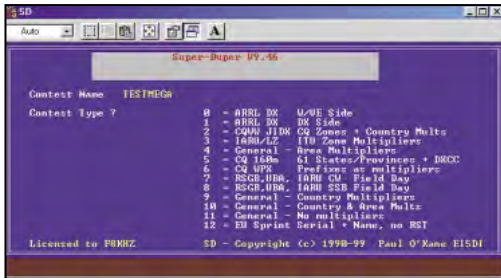 SD
Auto
A
Super-Duper V9.46
Contest Name TESTMEGA
Contest Type ?
0 - ARRL DX W/VE Side
1 - ARRL DX DX Side
2 - CQWW JIDX CQ Zones + Country Mults
3 - IARU/LZ ITU Zone Multipliers
4 - General - Area Multipliers
5 - CQ 160m 61 States/Provinces + DXCC
6 - CQ WPX Prefixes as multipliers
7 - RSGB,UBA, IARU CW Field Day
8 - RSGB,UBA, IARU SSB Field Day
9 - General - Country Multipliers
10 - General - Country & Area Mults
11 - General - No multipliers
12 - EU Sprint Serial + Name, no RST
Licensed to F8KHZ SD - Copyright (c) 1990-99 Paul O'Kane EI5DI